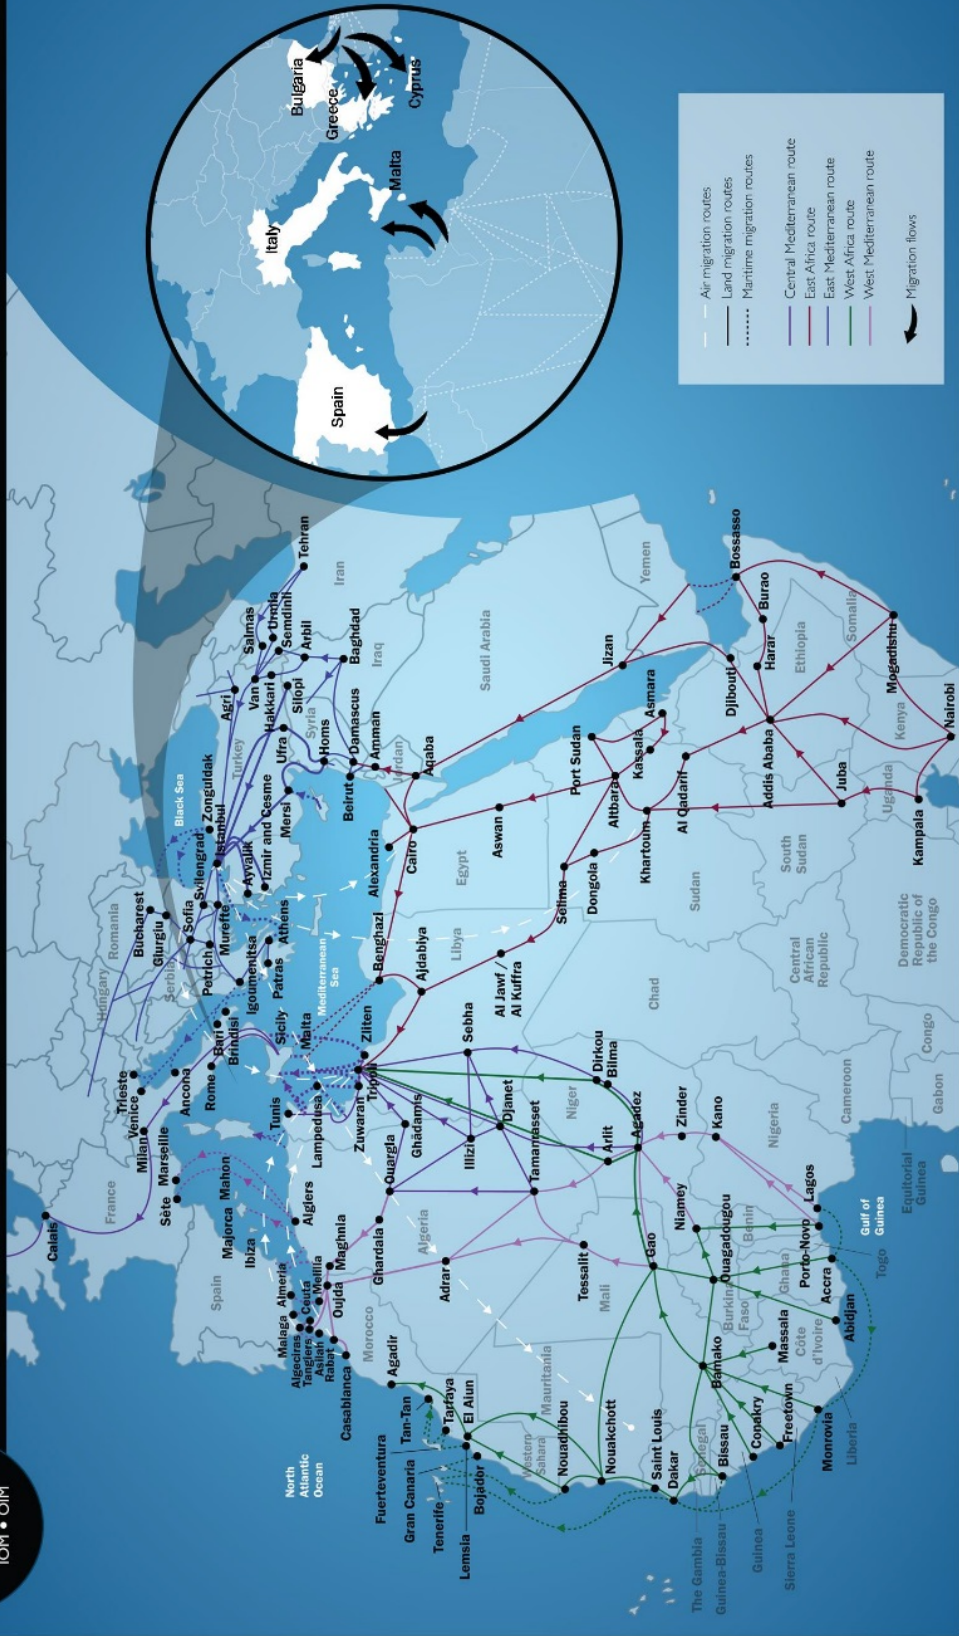 IOM • OIM
Calais
France
Spain
Hungary
Romania
Serbia
Bucharest
Giurgiu
Sofia
Svilengrad
Petrich
Murefte
Trieste
Venice
Milan
Marseille
Sète
Ancona
Rome
Bari
Brindisi
Igoumenitsa
Patras
Athens
Black Sea
Zonguldak
Istanbul
Ayvalik
Izmir and Cesme
Mersi
Turkey
Agri
Van
Hakkari
Silopi
Ufra
Salmas
Urmia
Semdinli
Arbil
Tehran
Iran
Baghdad
Iraq
Syria
Homs
Damascus
Amman
Jordan
Beirut
Aqaba
Mahon
Majorca
Ibiza
Almeria
Malaga
Algeciras
Tangiers
Ceuta
Asilah
Melilla
Rabat
Oujda
Casablanca
Maghnia
Algiers
Tunis
Sicily
Malta
Lampedusa
Mediterranean
Sea
Zuwaran
Tripoli
Zliten
Berghazi
Ajdabiya
Alexandria
Cairo
North
Atlantic
Ocean
Morocco
Agadir
Tan-Tan
Tarfaya
El Aiun
Fuerteventura
Gran Canaria
Tenerife
Lemsia
Bojador
Ghardala
Ouargla
Ghādamis
Algeria
Adrar
Illizi
Djanet
Sebha
Tamanrasset
Libya
Al Jawf /
Al Kuffra
Egypt
Aswan
Selima
Dongola
Saudi Arabia
Jizan
Yemen
Western
Sahara
Mauritania
Nouadhibou
Nouakchott
Saint Louis
Dakar
Senegal
The Gambia
Bissau
Guinea-Bissau
Conakry
Guinea
Freetown
Sierra Leone
Monrovia
Liberia
Mali
Tessalit
Gao
Bamako
Massala
Côte
d'Ivoire
Abidjan
Burkina
Faso
Ouagadougou
Ghana
Accra
Togo
Benin
Porto-Novo
Lagos
Gulf of
Guinea
Niger
Niamey
Arlit
Agadez
Dirkou
Bilma
Zinder
Kano
Nigeria
Chad
Cameroon
Equitorial
Guinea
Gabon
Congo
Central
African
Republic
Democratic
Republic of
the Congo
Sudan
Port Sudan
Altbara
Kassala
Asmara
Khartoum
Al Qadarif
South
Sudan
Juba
Djibouti
Addis Ababa
Harar
Burao
Bossasso
Ethiopia
Somalia
Mogadishu
Kenya
Nairobi
Uganda
Kampala
Spain
Italy
Malta
Greece
Bulgaria
Cyprus
Air migration routes
Land migration routes
Maritime migration routes
Central Mediterranean route
East Africa route
East Mediterranean route
West Africa route
West Mediterranean route
Migration flows